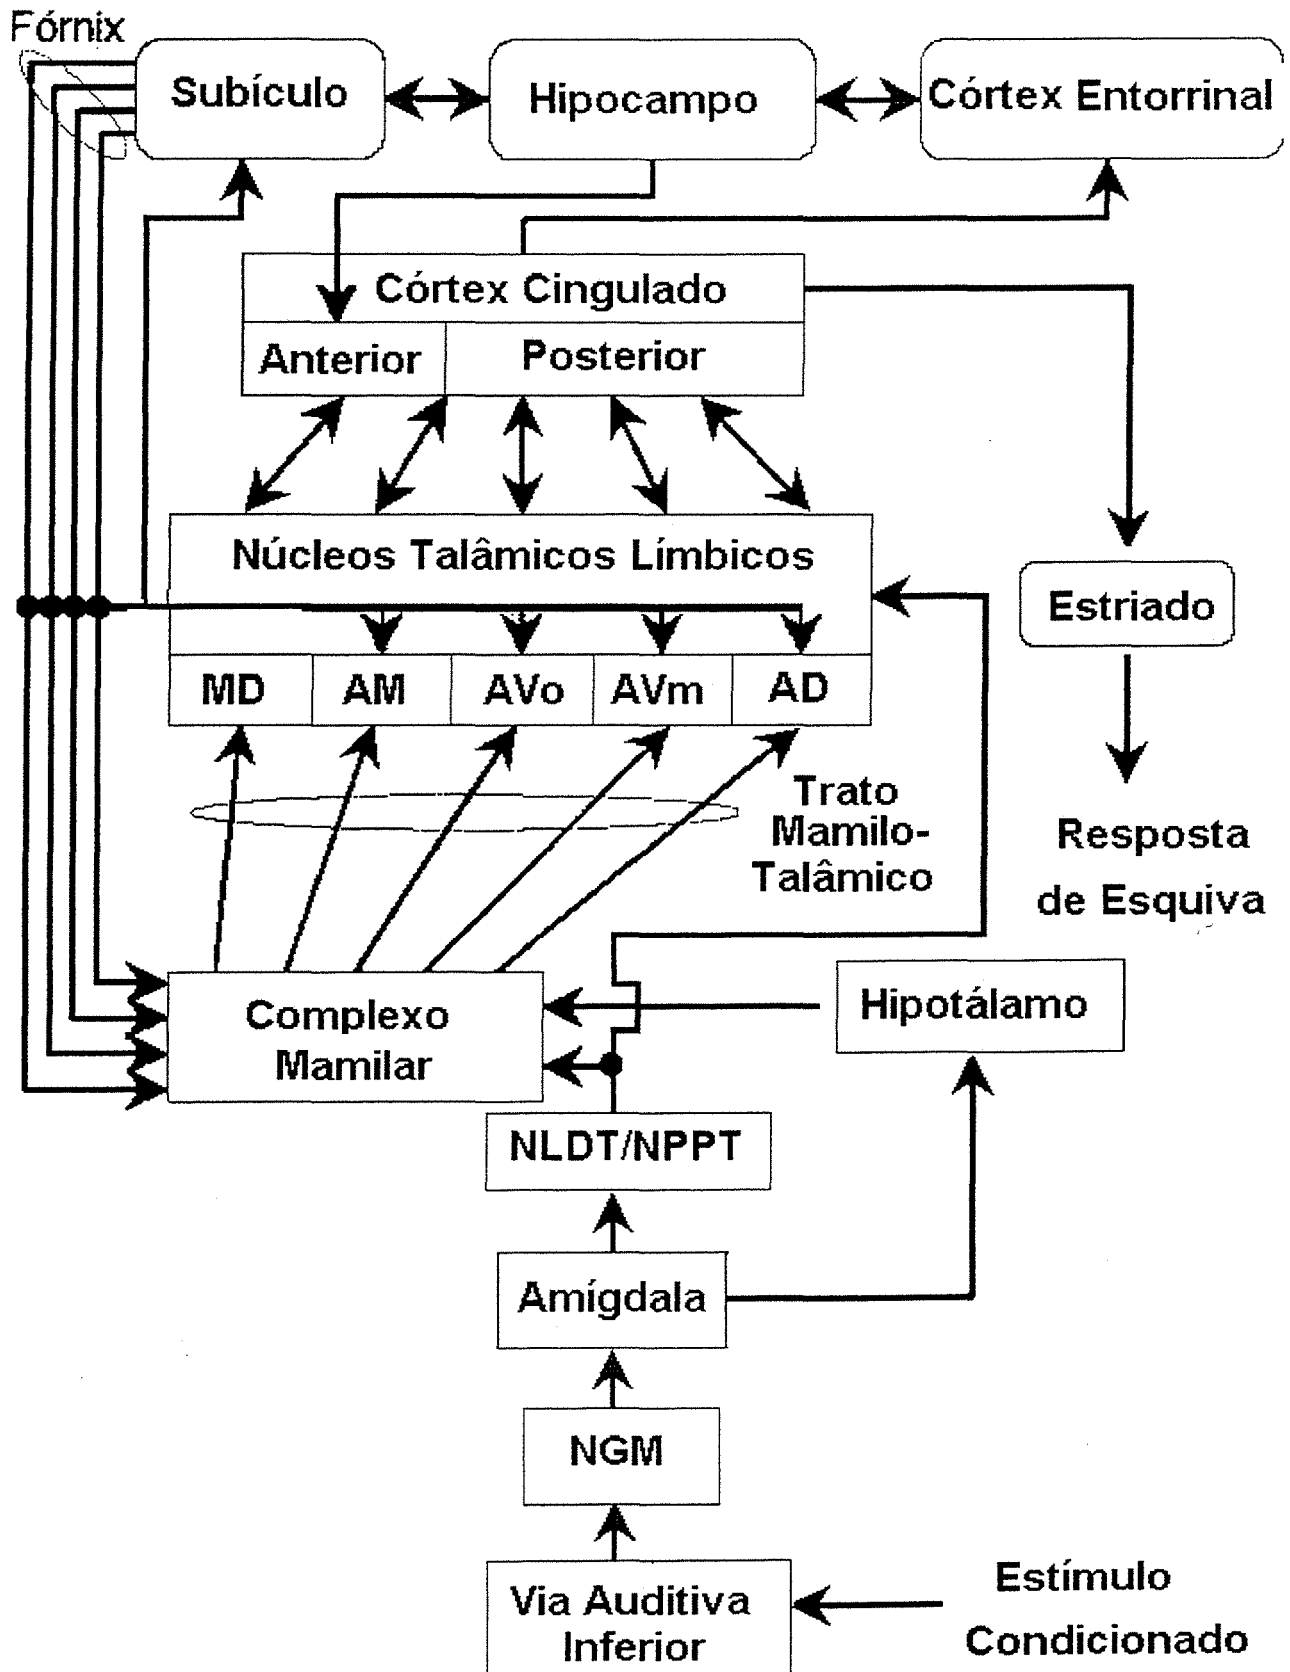 Fórnix
Subículo
Hipocampo
Córtex Entorrinal
Córtex Cingulado
Anterior
Posterior
Núcleos Talâmicos Límbicos
MD
AM
AVo
AVm
AD
Estriado
Trato
Mamilo-
Talâmico
Resposta
de Esquiva
Complexo
Mamilar
Hipotálamo
NLDT/NPPT
Amígdala
NGM
Via Auditiva
Inferior
Estímulo
Condicionado